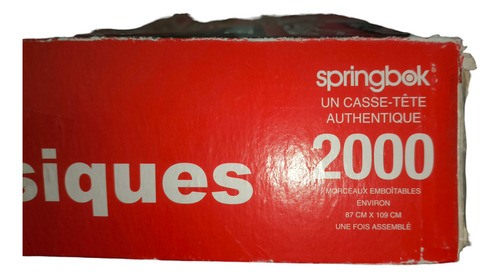 springbok
UN CASSE-TÊTE
AUTHENTIQUE
siques
2000
MORCEAUX EMBOÎTABLES
ENVIRON
87 CM X 109 CM
UNE FOIS ASSEMBLÉ